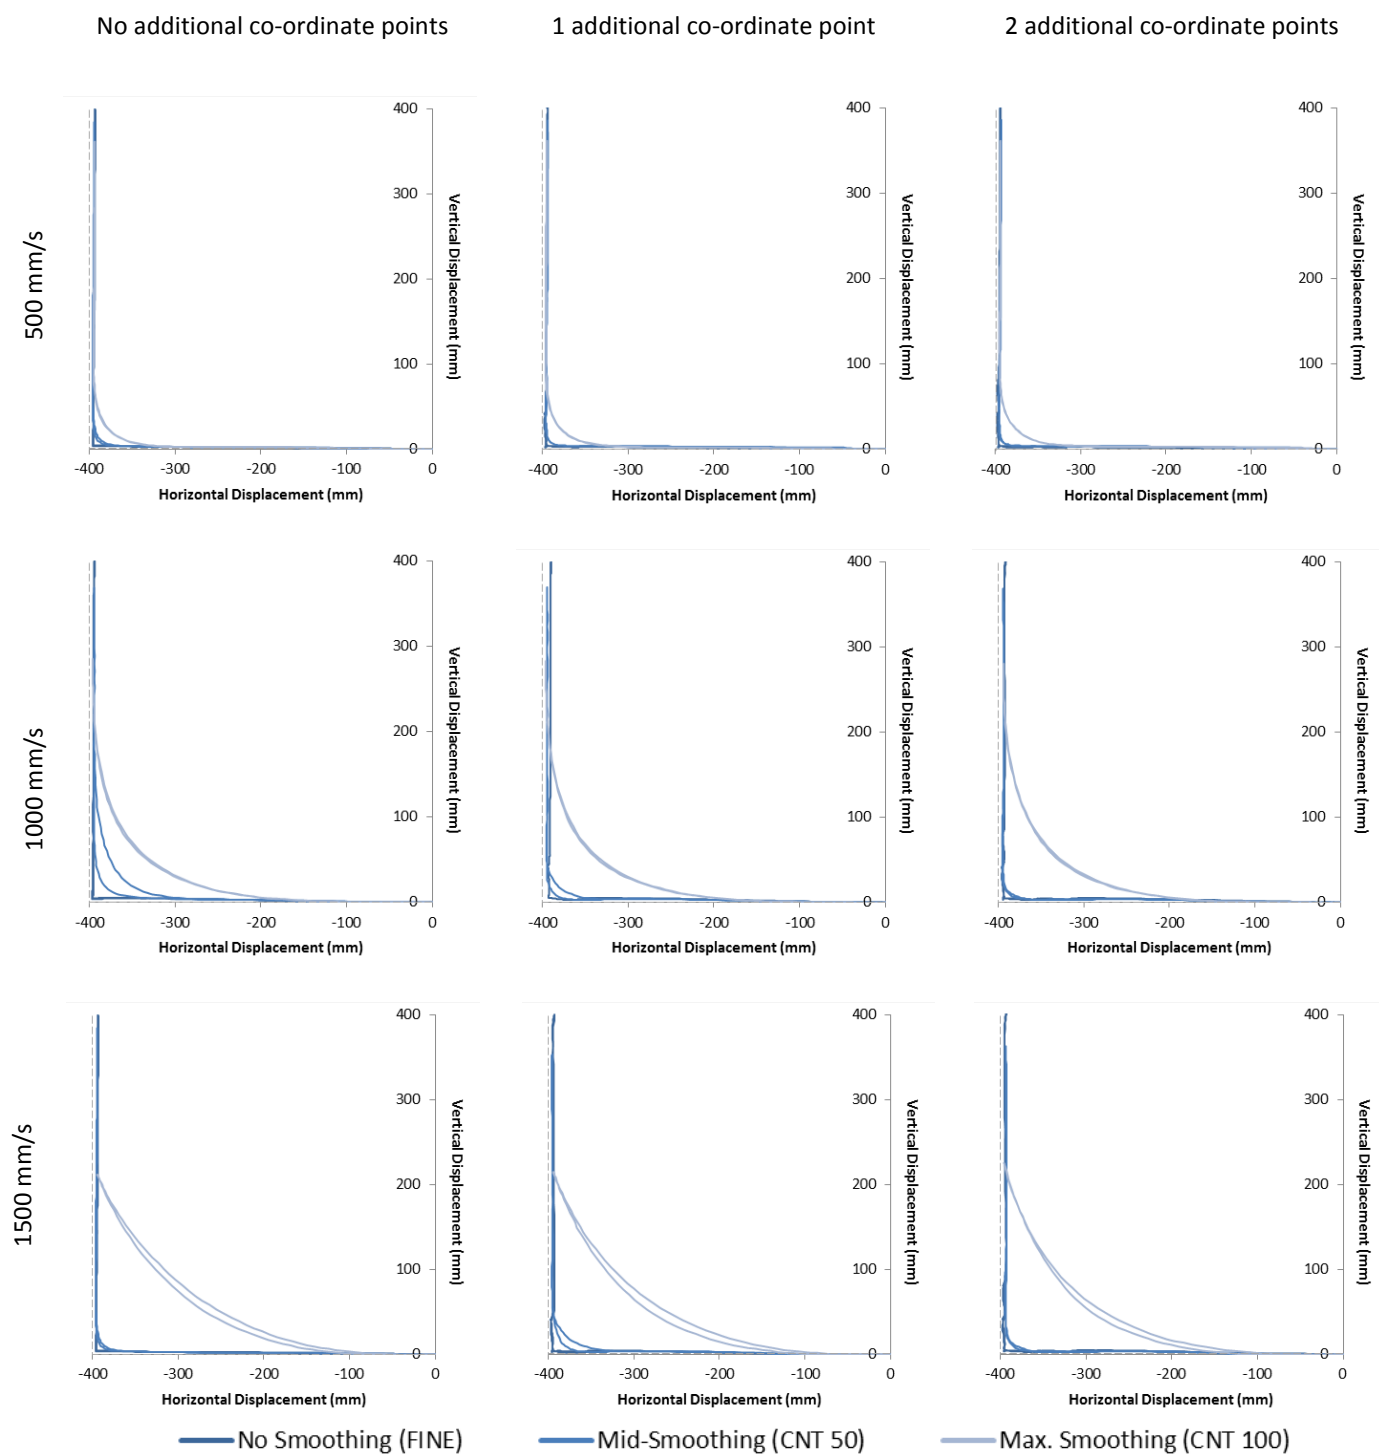 No additional co-ordinate points
1 additional co-ordinate point
2 additional co-ordinate points
500 mm/s
400
300
200
100
0
Vertical Displacement (mm)
-400 -300 -200 -100 0
Horizontal Displacement (mm)
400
300
200
100
0
Vertical Displacement (mm)
-400 -300 -200 -100 0
Horizontal Displacement (mm)
400
300
200
100
0
Vertical Displacement (mm)
-400 -300 -200 -100 0
Horizontal Displacement (mm)
1000 mm/s
400
300
200
100
0
Vertical Displacement (mm)
-400 -300 -200 -100 0
Horizontal Displacement (mm)
400
300
200
100
0
Vertical Displacement (mm)
-400 -300 -200 -100 0
Horizontal Displacement (mm)
400
300
200
100
0
Vertical Displacement (mm)
-400 -300 -200 -100 0
Horizontal Displacement (mm)
1500 mm/s
400
300
200
100
0
Vertical Displacement (mm)
-400 -300 -200 -100 0
Horizontal Displacement (mm)
400
300
200
100
0
Vertical Displacement (mm)
-400 -300 -200 -100 0
Horizontal Displacement (mm)
400
300
200
100
0
Vertical Displacement (mm)
-400 -300 -200 -100 0
Horizontal Displacement (mm)
No Smoothing (FINE)
Mid-Smoothing (CNT 50)
Max. Smoothing (CNT 100)